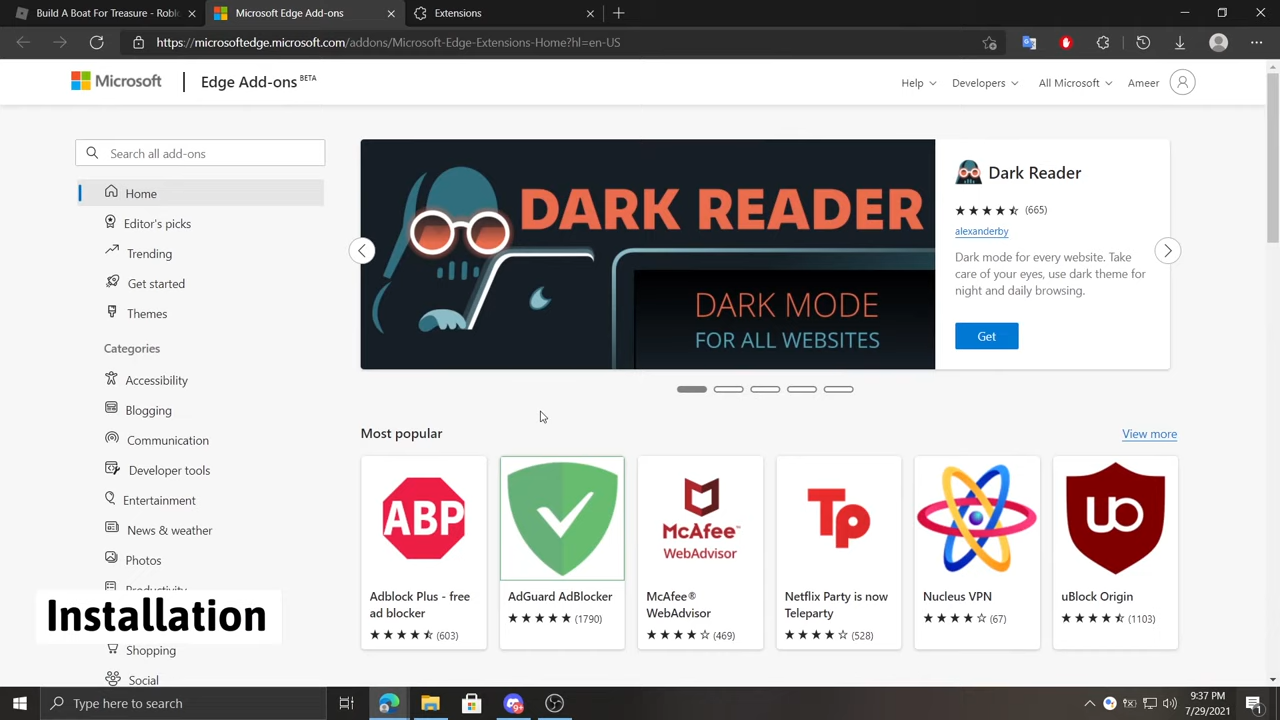 Build A Boat For Treasure - Roblo
Microsoft Edge Add-ons
Extensions
https://microsoftedge.microsoft.com/addons/Microsoft-Edge-Extensions-Home?hl=en-US
Microsoft
Edge Add-ons BETA
Help
Developers
All Microsoft
Ameer
Search all add-ons
Home
Editor's picks
Trending
Get started
Themes
Categories
Accessibility
Blogging
Communication
Developer tools
Entertainment
News & weather
Photos
Productivity
Shopping
Social
DARK READER
DARK MODE
FOR ALL WEBSITES
Dark Reader
(665)
alexanderby
Dark mode for every website. Take
care of your eyes, use dark theme for
night and daily browsing.
Get
Most popular
View more
ABP
Adblock Plus - free
ad blocker
(603)
AdGuard AdBlocker
(1790)
McAfee™
WebAdvisor
McAfee®
WebAdvisor
(469)
Tp
Netflix Party is now
Teleparty
(528)
Nucleus VPN
(67)
uO
uBlock Origin
(1103)
Installation
Type here to search
9:37 PM
7/29/2021
1